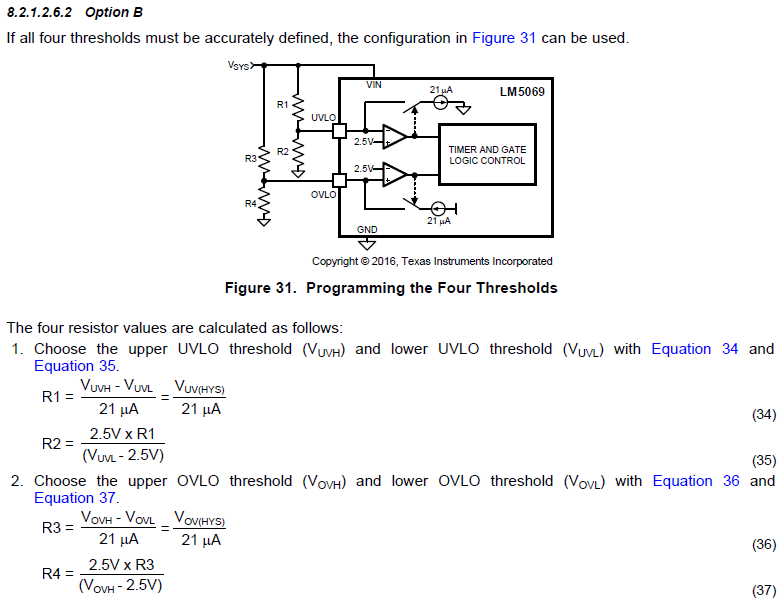 8.2.1.2.6.2 Option B
If all four thresholds must be accurately defined, the configuration in Figure 31 can be used.
VSYS
VIN
21 µA
LM5069
R1
UVLO
2.5V
TIMER AND GATE
LOGIC CONTROL
R2
R3
2.5V
OVLO
R4
21 µA
GND
Copyright © 2016, Texas Instruments Incorporated
Figure 31. Programming the Four Thresholds
The four resistor values are calculated as follows:
1. Choose the upper UVLO threshold (VUVH) and lower UVLO threshold (VUVL) with Equation 34 and
Equation 35.
R1 = VUVH - VUVL / 21 µA = VUV(HYS) / 21 µA
(34)
R2 = 2.5V x R1 / (VUVL - 2.5V)
(35)
2. Choose the upper OVLO threshold (VOVH) and lower OVLO threshold (VOVL) with Equation 36 and
Equation 37.
R3 = VOVH - VOVL / 21 µA = VOV(HYS) / 21 µA
(36)
R4 = 2.5V x R3 / (VOVH - 2.5V)
(37)